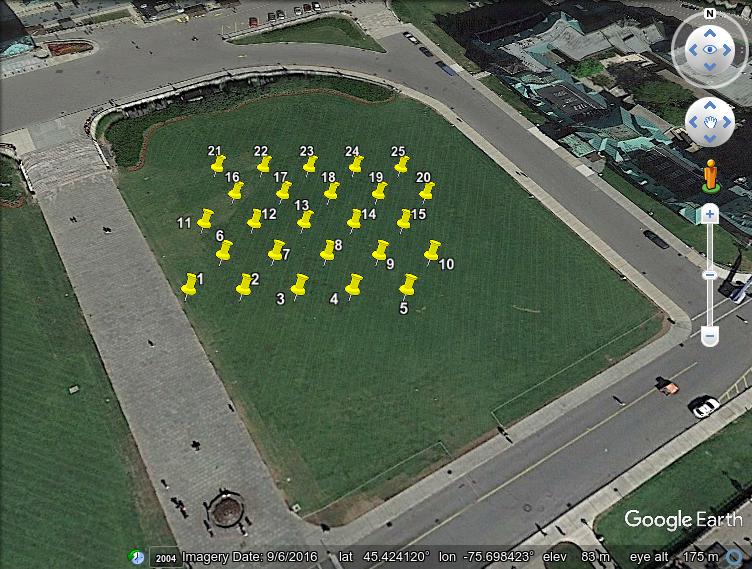 N
21 22 23 24 25
16 17 18 19 20
11 12 13 14 15
6 7 8 9 10
1 2 3 4 5
Google Earth
2004 Imagery Date: 9/6/2016 lat 45.424120° lon -75.698423° elev 83 m eye alt 175 m